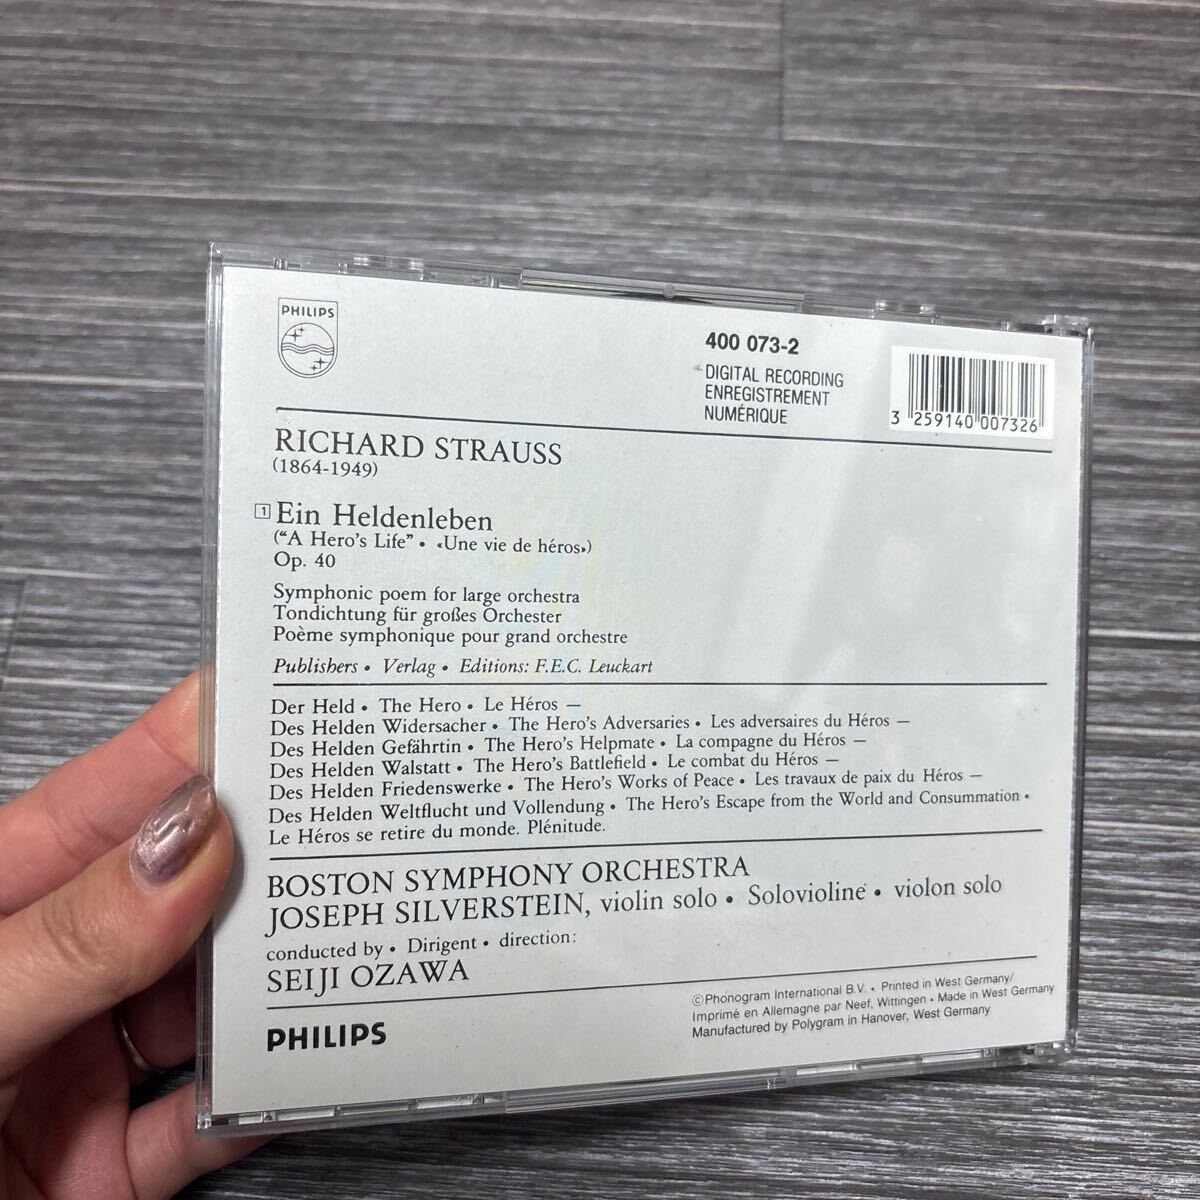 PHILIPS
400 073-2
DIGITAL RECORDING
ENREGISTREMENT
NUMÉRIQUE
3 259140 007326
RICHARD STRAUSS
(1864-1949)
1 Ein Heldenleben
(“A Hero's Life” • «Une vie de héros»)
Op. 40
Symphonic poem for large orchestra
Tondichtung für großes Orchester
Poème symphonique pour grand orchestre
Publishers • Verlag • Editions: F.E.C. Leuckart
Der Held • The Hero • Le Héros —
Des Helden Widersacher • The Hero's Adversaries • Les adversaires du Héros —
Des Helden Gefährtin • The Hero's Helpmate • La compagne du Héros —
Des Helden Walstatt • The Hero's Battlefield • Le combat du Héros —
Des Helden Friedenswerke • The Hero's Works of Peace • Les travaux de paix du Héros —
Des Helden Weltflucht und Vollendung • The Hero's Escape from the World and Consummation •
Le Héros se retire du monde. Plénitude.
BOSTON SYMPHONY ORCHESTRA
JOSEPH SILVERSTEIN, violin solo • Solovioline • violon solo
conducted by • Dirigent • direction:
SEIJI OZAWA
PHILIPS
©Phonogram International B.V. • Printed in West Germany/
Imprimé en Allemagne par Neef, Wittingen • Made in West Germany
Manufactured by Polygram in Hanover, West Germany